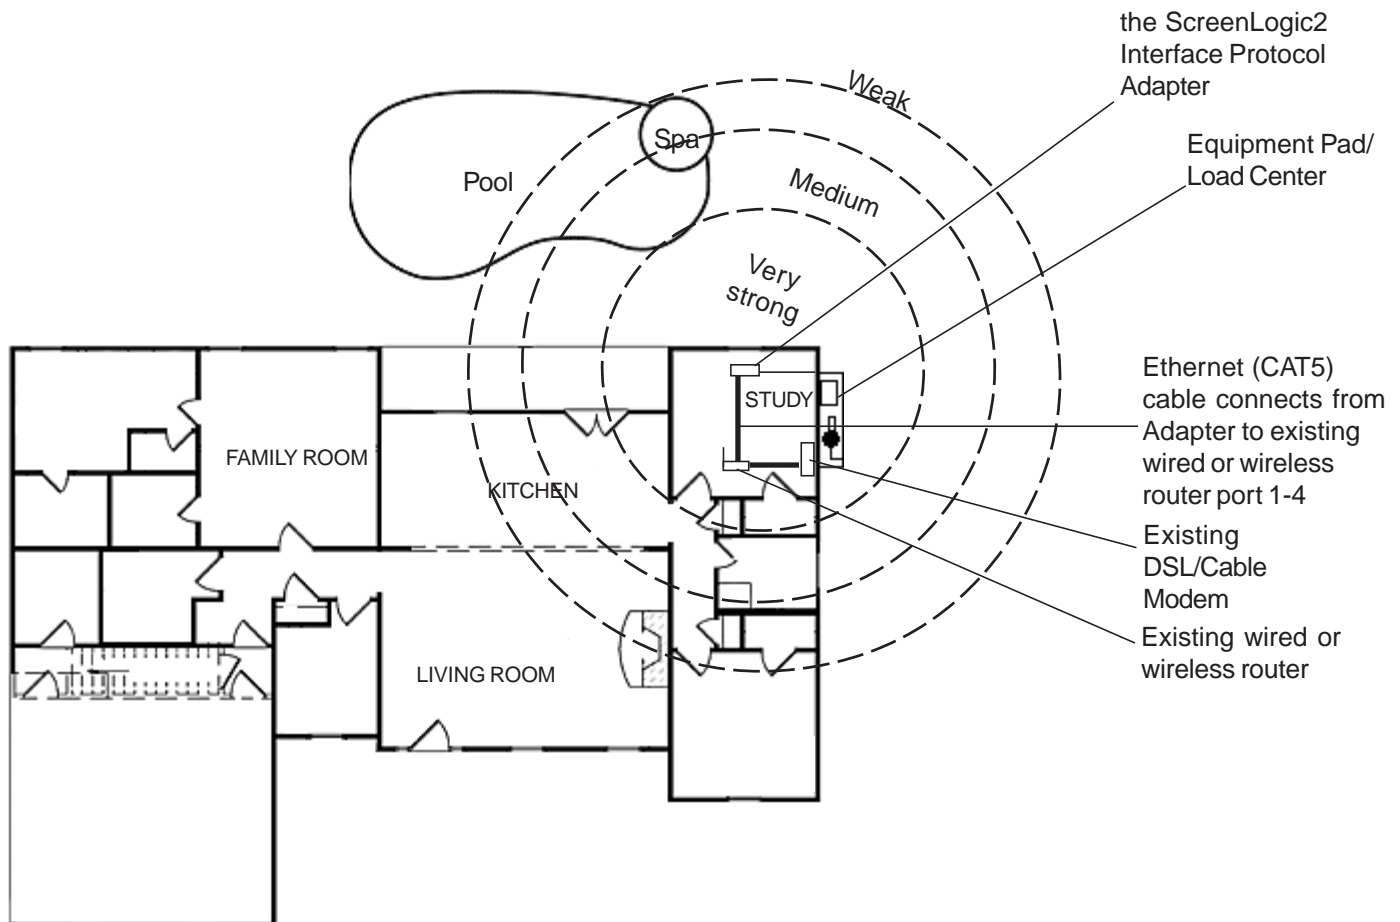 the ScreenLogic2
Interface Protocol
Adapter
Weak
Spa
Equipment Pad/
Load Center
Pool
Medium
Very
strong
Ethernet (CAT5)
cable connects from
Adapter to existing
wired or wireless
router port 1-4
STUDY
FAMILY ROOM
KITCHEN
Existing
DSL/Cable
Modem
Existing wired or
wireless router
LIVING ROOM